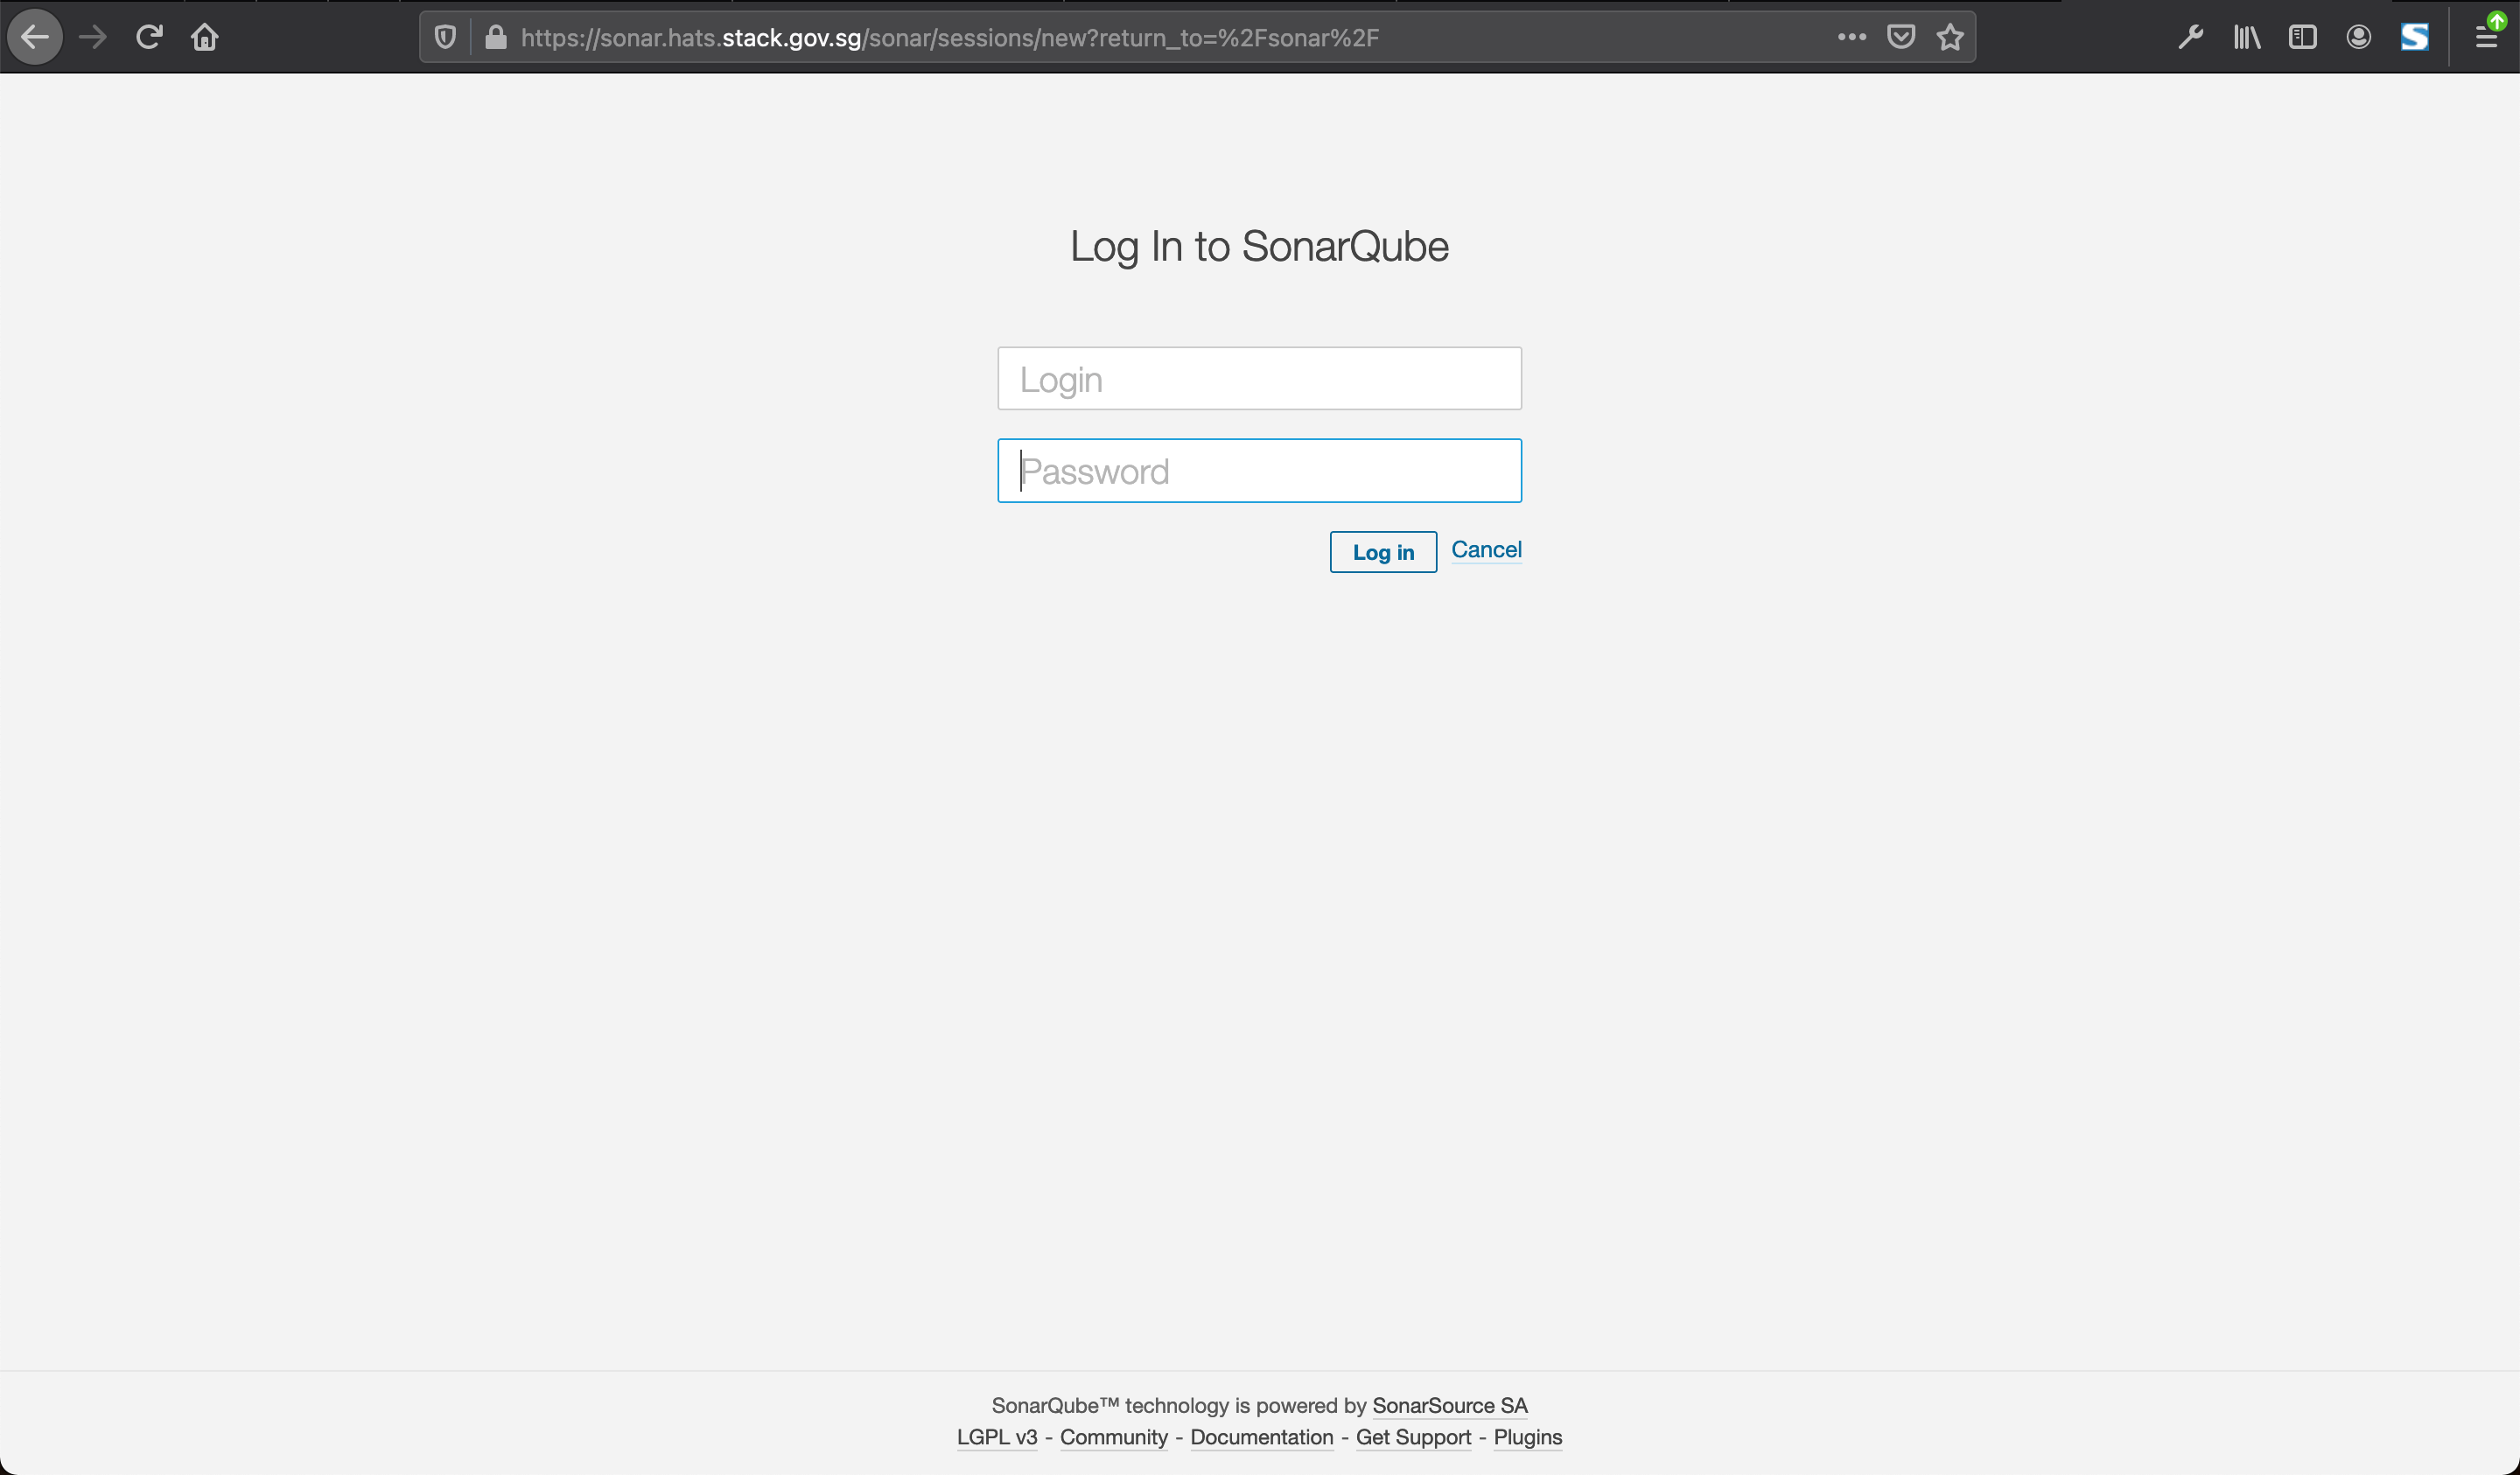 https://sonar.hats.stack.gov.sg/sonar/sessions/new?return_to=%2Fsonar%2F
Log In to SonarQube
Login
Password
Log in Cancel
SonarQube™ technology is powered by SonarSource SA
LGPL v3 - Community - Documentation - Get Support - Plugins